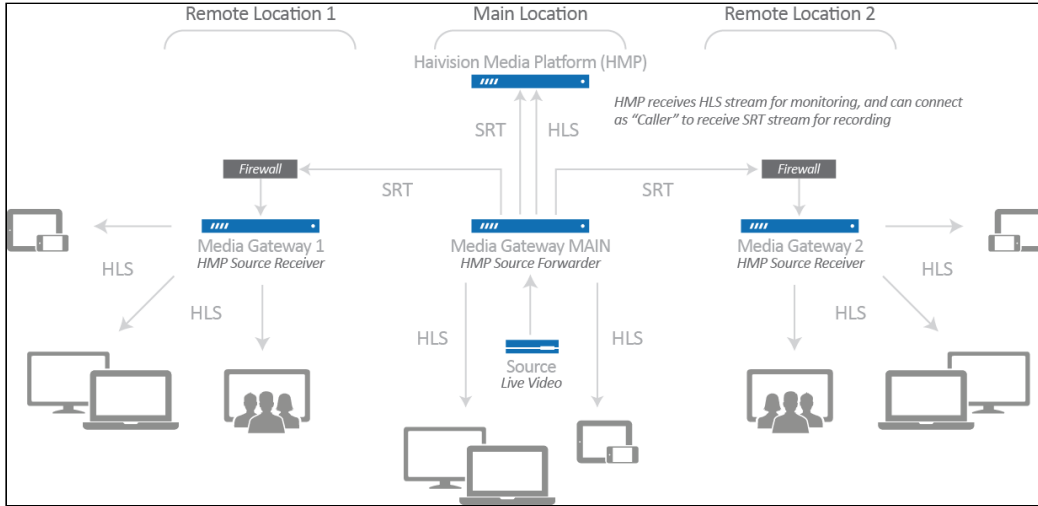 Remote Location 1
Main Location
Remote Location 2
Haivision Media Platform (HMP)
HMP receives HLS stream for monitoring, and can connect
as “Caller” to receive SRT stream for recording
SRT
HLS
Firewall
Firewall
SRT
SRT
Media Gateway 1
HMP Source Receiver
Media Gateway MAIN
HMP Source Forwarder
Media Gateway 2
HMP Source Receiver
HLS
HLS
HLS
HLS
HLS
HLS
Source
Live Video